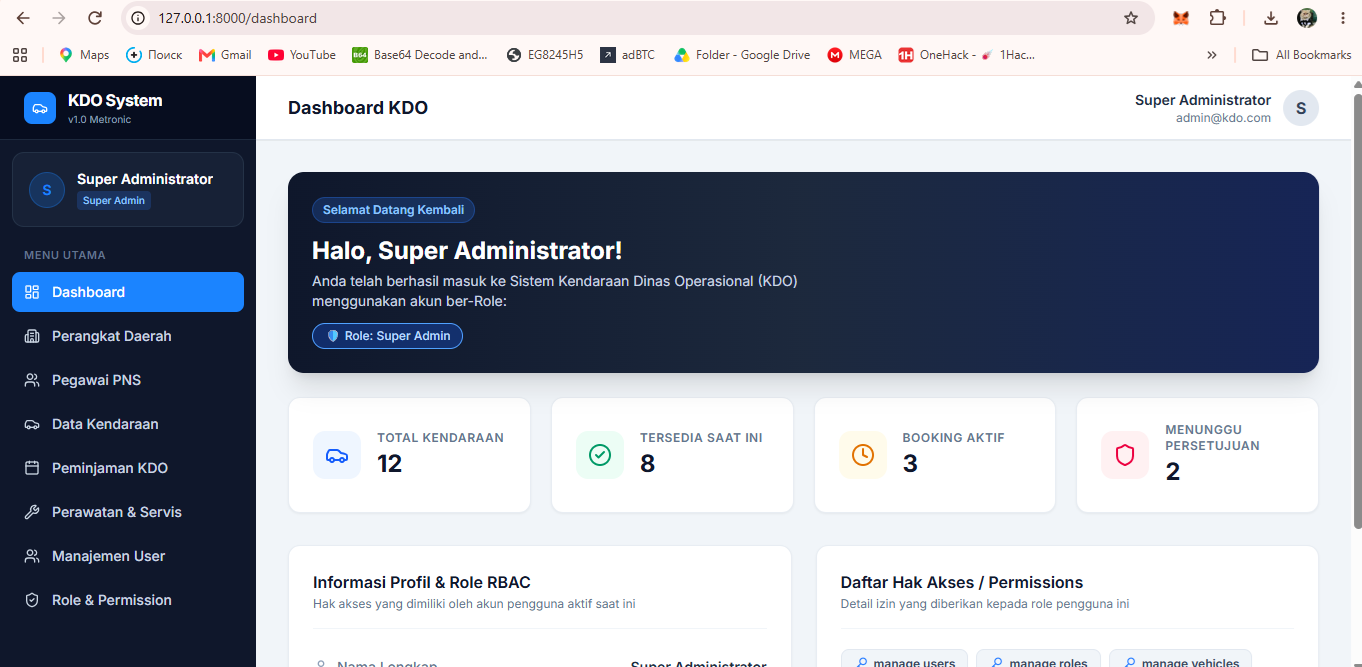 127.0.0.1:8000/dashboard
Maps
Поиск
Gmail
YouTube
B64
Base64 Decode and...
EG8245H5
adBTC
Folder - Google Drive
M
MEGA
1H
OneHack - 1Hac...
»
All Bookmarks
KDO System
v1.0 Metronic
Dashboard KDO
Super Administrator
admin@kdo.com
S
S
Super Administrator
Super Admin
MENU UTAMA
Dashboard
Perangkat Daerah
Pegawai PNS
Data Kendaraan
Peminjaman KDO
Perawatan & Servis
Manajemen User
Role & Permission
Selamat Datang Kembali
Halo, Super Administrator!
Anda telah berhasil masuk ke Sistem Kendaraan Dinas Operasional (KDO)
menggunakan akun ber-Role:
Role: Super Admin
TOTAL KENDARAAN
12
TERSEDIA SAAT INI
8
BOOKING AKTIF
3
MENUNGGU
PERSETUJUAN
2
Informasi Profil & Role RBAC
Hak akses yang dimiliki oleh akun pengguna aktif saat ini
Nama Lengkap
Super Administrator
Daftar Hak Akses / Permissions
Detail izin yang diberikan kepada role pengguna ini
manage users
manage roles
manage vehicles